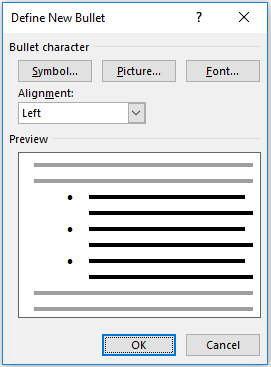 Define New Bullet ? ×
Bullet character
Symbol... Picture... Font...
Alignment:
Left
Preview
OK Cancel